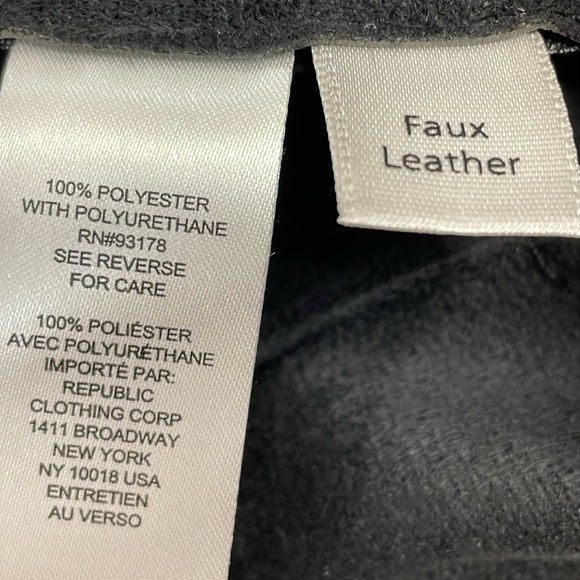 100% POLYESTER
WITH POLYURETHANE
RN#93178
SEE REVERSE
FOR CARE
100% POLIÉSTER
AVEC POLYURÉTHANE
IMPORTÉ PAR:
REPUBLIC
CLOTHING CORP
1411 BROADWAY
NEW YORK
NY 10018 USA
ENTRETIEN
AU VERSO
Faux
Leather